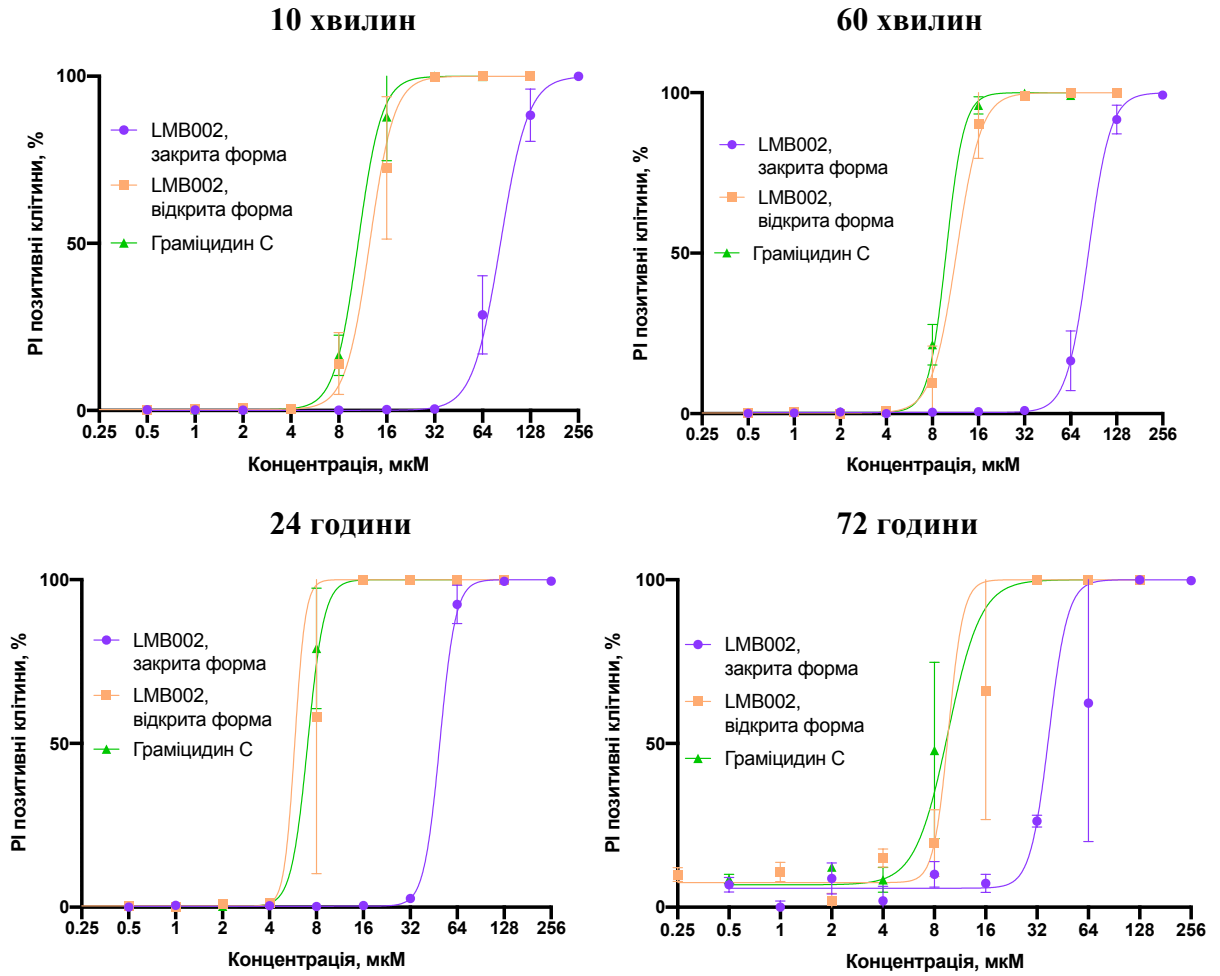 10 хвилин
100
50
0
PI позитивні клітини, %
LMB002,
закрита форма
LMB002,
відкрита форма
Граміцидин С
0.25 0.5 1 2 4 8 16 32 64 128 256
Концентрація, мкМ
60 хвилин
100
50
0
PI позитивні клітини, %
LMB002,
закрита форма
LMB002,
відкрита форма
Граміцидин С
0.25 0.5 1 2 4 8 16 32 64 128 256
Концентрація, мкМ
24 години
100
50
0
PI позитивні клітини, %
LMB002,
закрита форма
LMB002,
відкрита форма
Граміцидин С
0.25 0.5 1 2 4 8 16 32 64 128 256
Концентрація, мкМ
72 години
100
50
0
PI позитивні клітини, %
LMB002,
закрита форма
LMB002,
відкрита форма
Граміцидин С
0.25 0.5 1 2 4 8 16 32 64 128 256
Концентрація, мкМ